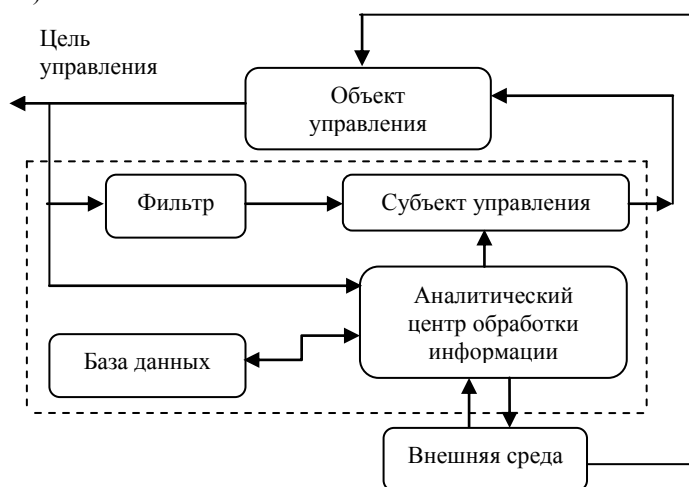 )
Цель
управления
Объект
управления
Фильтр
Субъект управления
Аналитический
центр обработки
информации
База данных
Внешняя среда